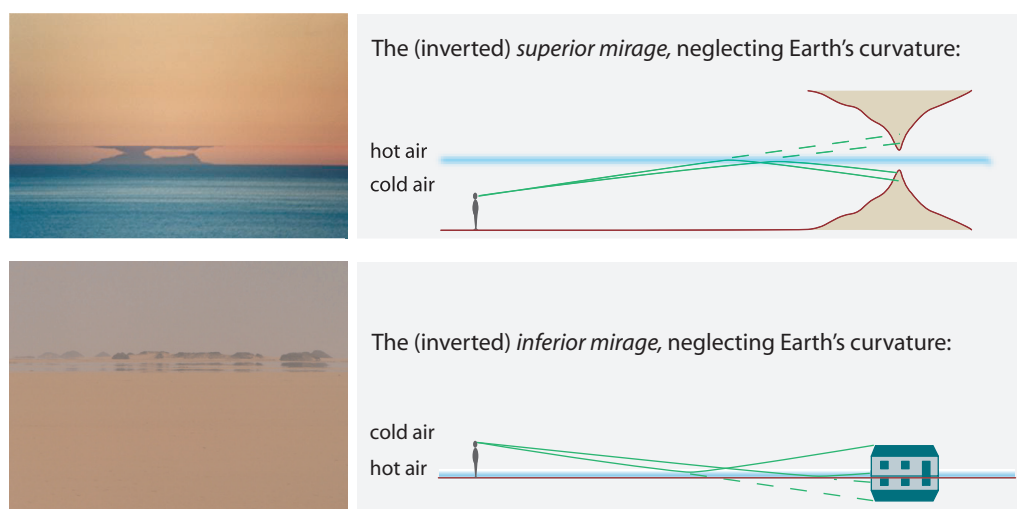 The (inverted) superior mirage, neglecting Earth’s curvature:
hot air
cold air
The (inverted) inferior mirage, neglecting Earth’s curvature:
cold air
hot air